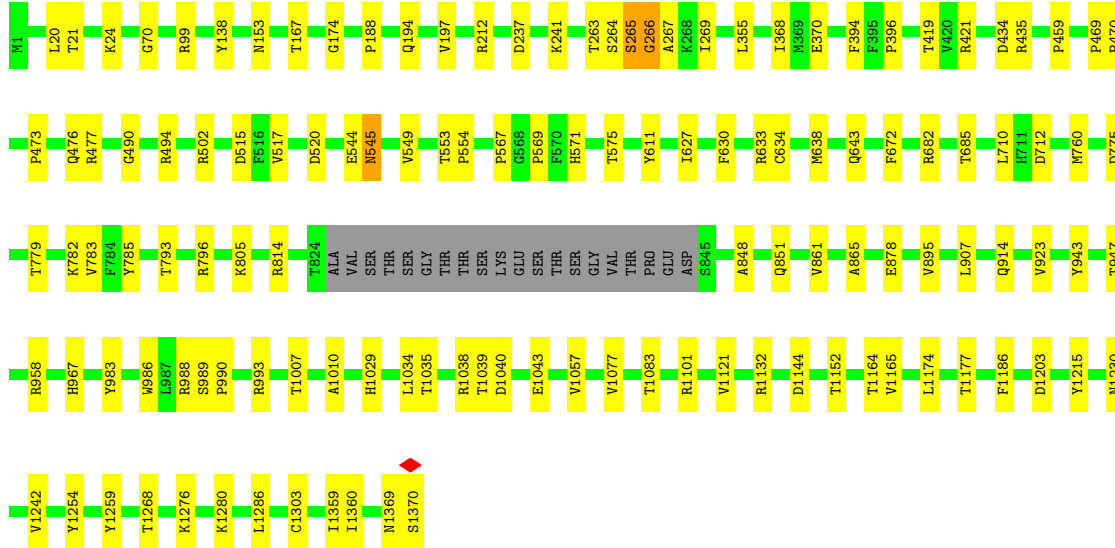 M1 L20 T21 K24 G70 R99 Y138 N153 T167 G174 P188 Q194 V197 R212 D237 K241 T263 S264 S265 G266 A267 K268 I269 L355 I368 M369 E370 F394 F395 P396 T419 V420 R421 D434 R435 P459 P469
P473 Q476 R477 G490 R494 R502 D515 F516 V517 D520 E544 N545 V549 T553 P554 P567 G568 P569 F570 H571 T575 Y611 I627 F630 R633 C634 M638 Q643 F672 R682 T685 L710 H711 D712 M760
T779 K782 V783 F784 Y785 T793 R796 K805 R814 T824 ALA VAL SER THR SER GLY THR THR SER LYS GLU SER THR SER GLY VAL THR PRO GLU ASP S845 A848 Q851 V861 A865 E878 V895 L907 Q914 V923 Y943
R958 H967 Y983 W986 L987 R988 S989 P990 R993 T1007 A1010 H1029 L1034 T1035 R1038 T1039 D1040 E1043 V1057 V1077 T1083 R1101 V1121 R1132 D1144 T1152 T1164 V1165 L1174 T1177 F1186 D1203 Y1215
V1242 Y1254 Y1259 T1268 K1276 K1280 L1286 C1303 I1359 I1360 N1369 S1370